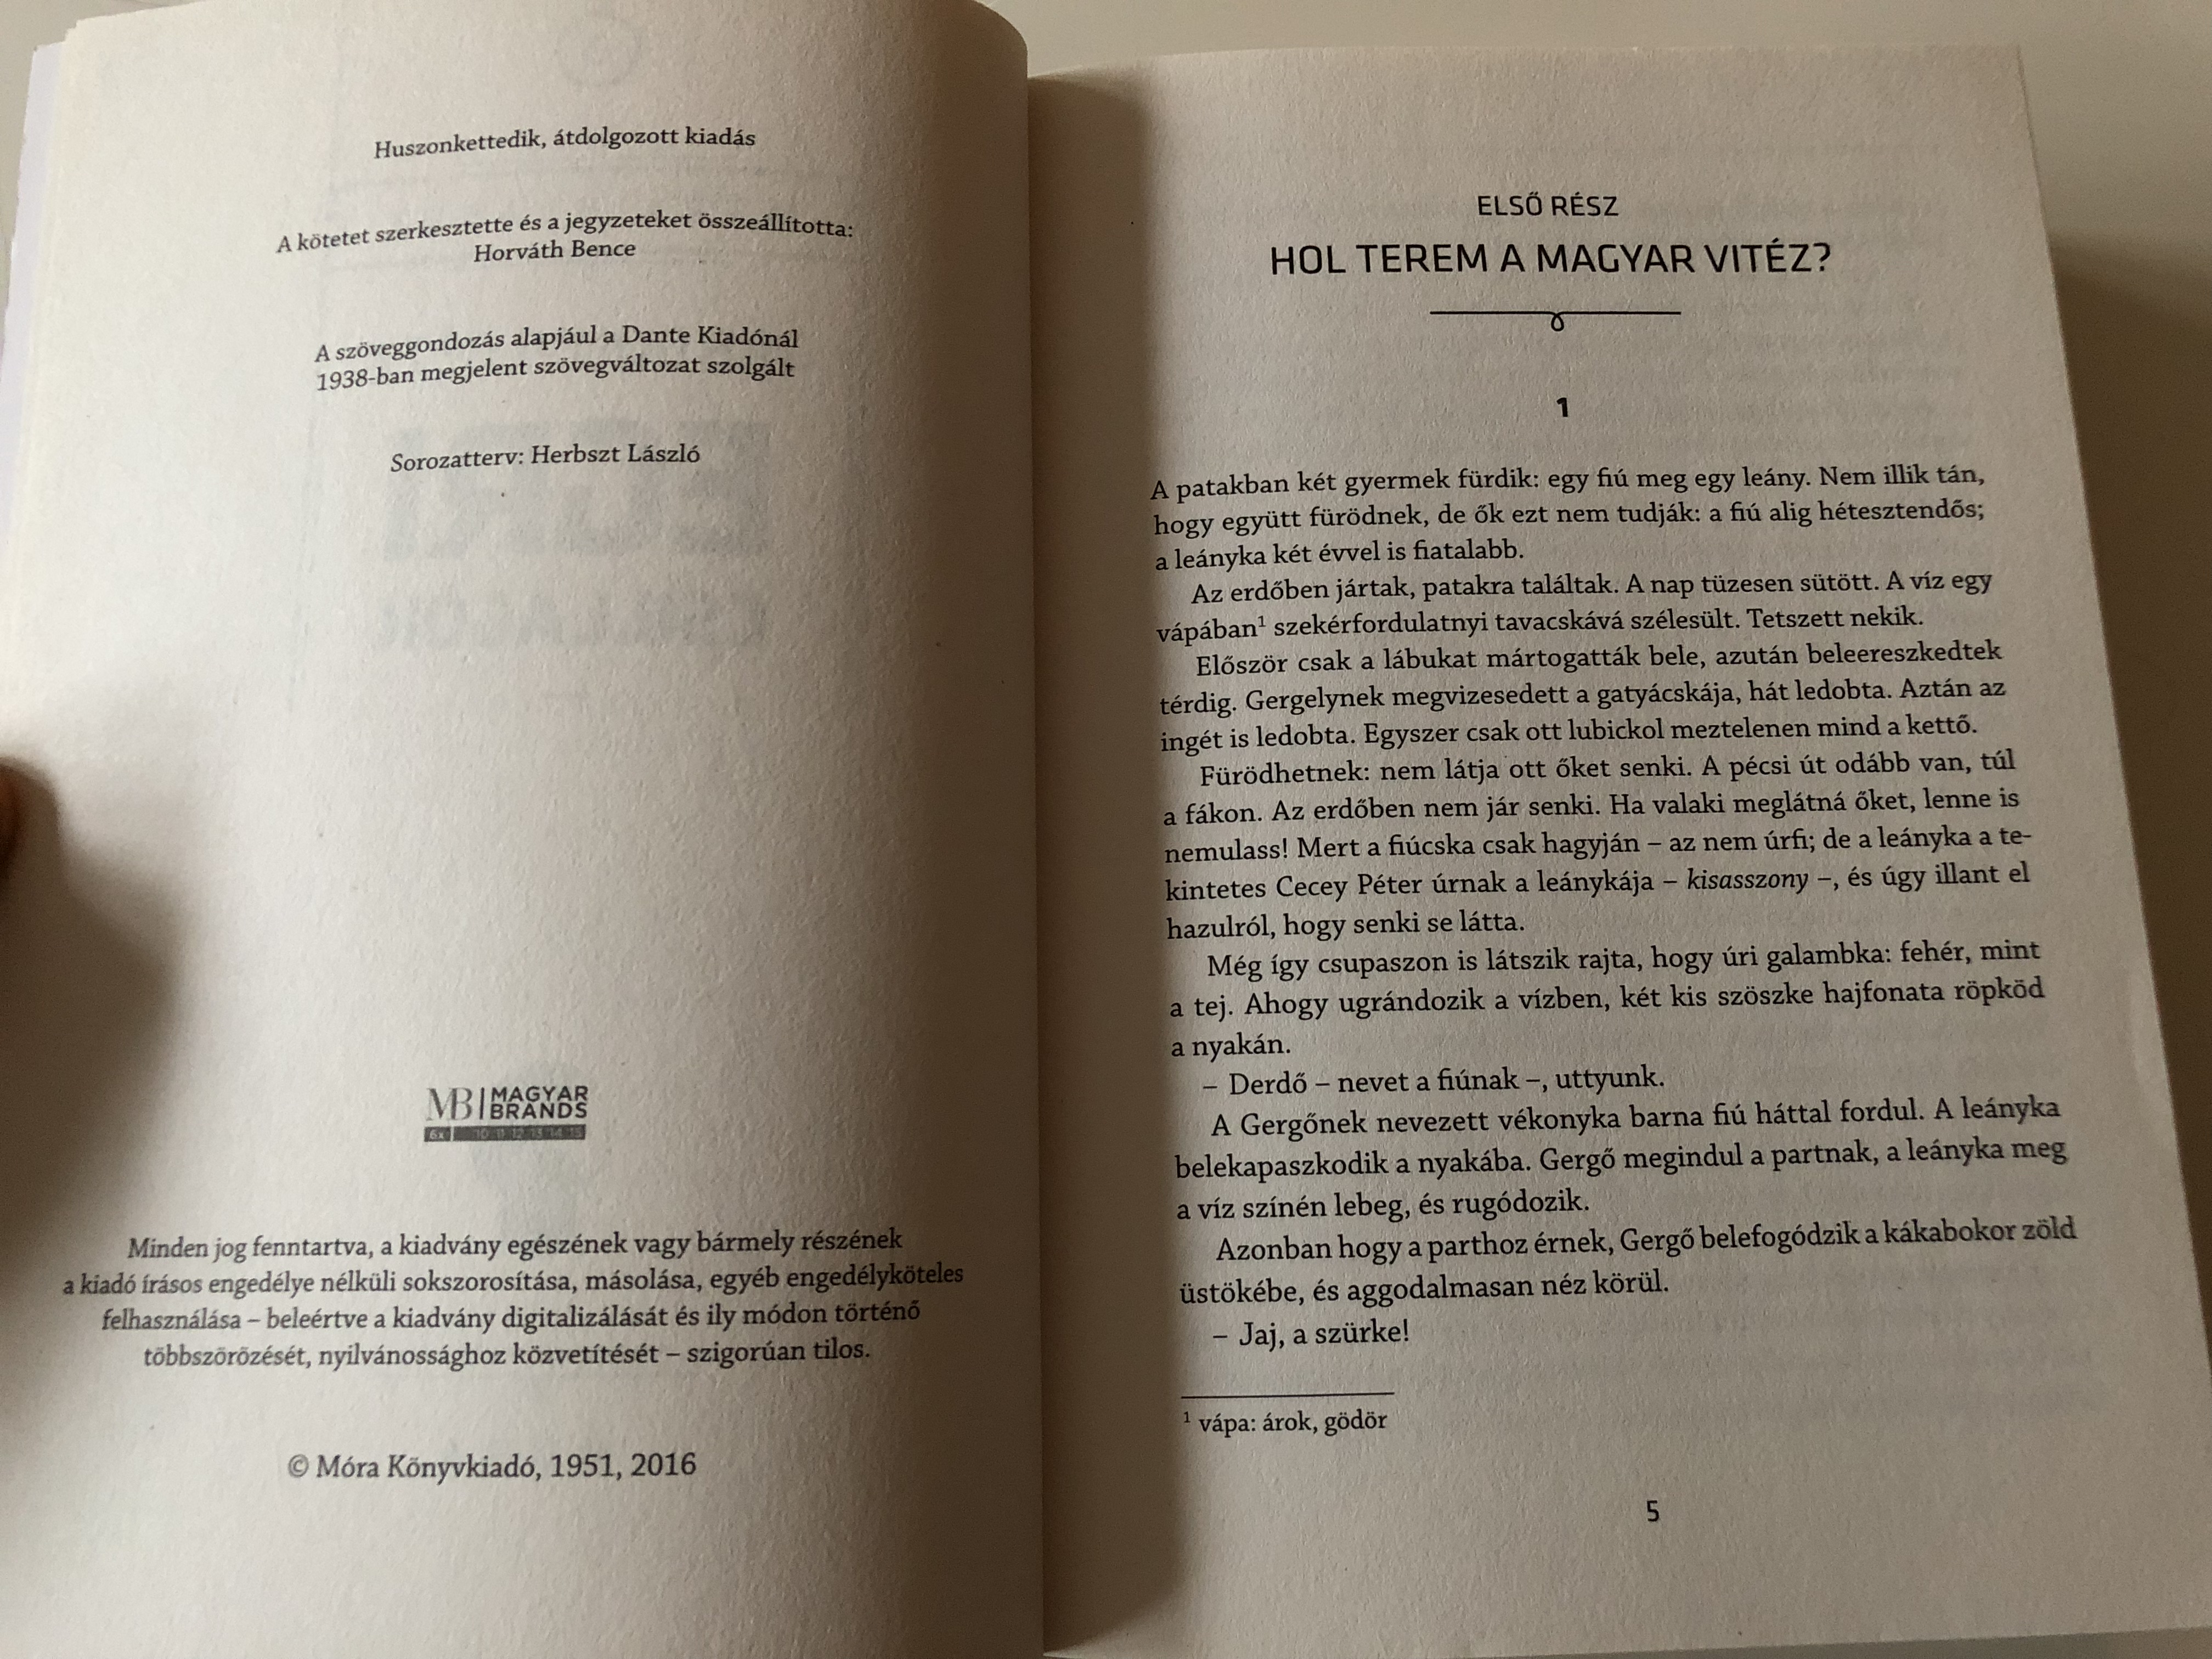 Huszonkettedik, átdolgozott kiadás
A kötetet szerkesztette és a jegyzeteket összeállította:
Horváth Bence
A szöveggondozás alapjául a Dante Kiadónál
1938-ban megjelent szövegváltozat szolgált
Sorozatterv: Herbszt László
MB MAGYAR
BRANDS
6x 10 11 12 13 14 15
Minden jog fenntartva, a kiadvány egészének vagy bármely részének
a kiadó írásos engedélye nélküli sokszorosítása, másolása, egyéb engedélyköteles
felhasználása – beleértve a kiadvány digitalizálását és ily módon történő
többszörözését, nyilvánossághoz közvetítését – szigorúan tilos.
© Móra Könyvkiadó, 1951, 2016
ELSŐ RÉSZ
HOL TEREM A MAGYAR VITÉZ?
1
A patakban két gyermek fürdik: egy fiú meg egy leány. Nem illik tán,
hogy együtt fürödnek, de ők ezt nem tudják: a fiú alig hétesztendős;
a leányka két évvel is fiatalabb.
Az erdőben jártak, patakra találtak. A nap tüzesen sütött. A víz egy
vápában¹ szekérfordulatnyi tavacskává szélesült. Tetszett nekik.
Először csak a lábukat mártogatták bele, azután beleereszkedtek
térdig. Gergelynek megvizesedett a gatyácskája, hát ledobta. Aztán az
ingét is ledobta. Egyszer csak ott lubickol meztelenen mind a kettő.
Fürödhetnek: nem látja ott őket senki. A pécsi út odább van, túl
a fákon. Az erdőben nem jár senki. Ha valaki meglátná őket, lenne is
nemulass! Mert a fiúcska csak hagyján – az nem úrfi; de a leányka a te-
kintetes Cecey Péter úrnak a leánykája – kisasszony –, és úgy illant el
hazulról, hogy senki se látta.
Még így csupaszon is látszik rajta, hogy úri galambka: fehér, mint
a tej. Ahogy ugrándozik a vízben, két kis szöszke hajfonata röpköd
a nyakán.
– Derdő – nevet a fiúnak –, uttyunk.
A Gergőnek nevezett vékonyka barna fiú háttal fordul. A leányka
belekapaszkodik a nyakába. Gergő megindul a partnak, a leányka meg
a víz színén lebeg, és rugódozik.
Azonban hogy a parthoz érnek, Gergő belefogódzik a kákabokor zöld
üstökébe, és aggodalmasan néz körül.
– Jaj, a szürke!
¹ vápa: árok, gödör
5